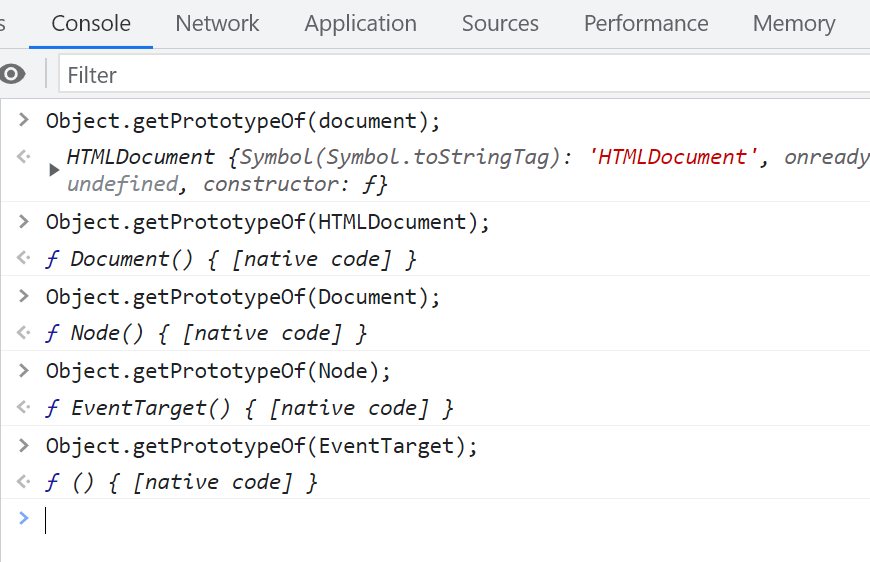 s Console Network Application Sources Performance Memory
Filter
> Object.getPrototypeOf(document);
HTMLDocument {Symbol(Symbol.toStringTag): 'HTMLDocument', onready
undefined, constructor: ƒ}
> Object.getPrototypeOf(HTMLDocument);
ƒ Document() { [native code] }
> Object.getPrototypeOf(Document);
ƒ Node() { [native code] }
> Object.getPrototypeOf(Node);
ƒ EventTarget() { [native code] }
> Object.getPrototypeOf(EventTarget);
ƒ () { [native code] }
>